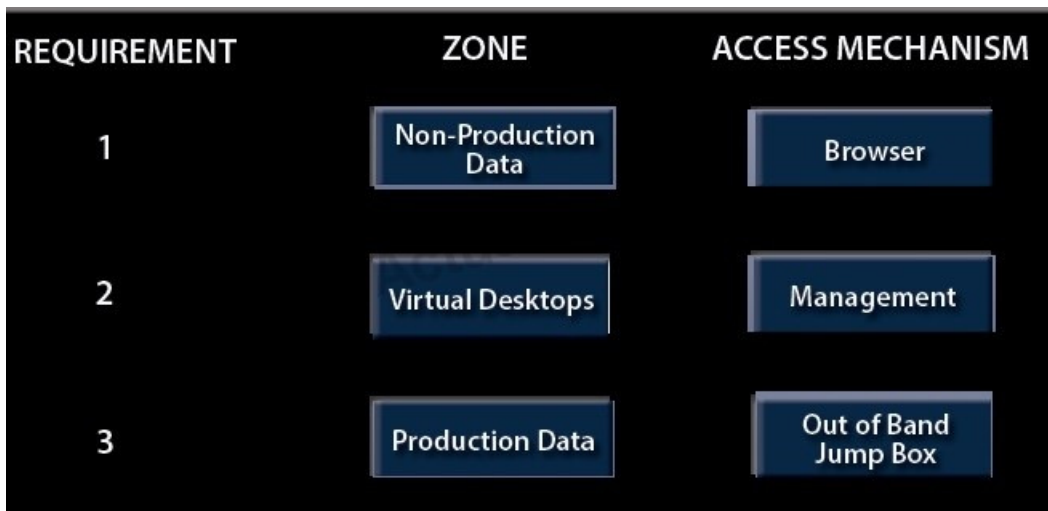 REQUIREMENT ZONE ACCESS MECHANISM
1 Non-Production Data Browser
2 Virtual Desktops Management
3 Production Data Out of Band Jump Box